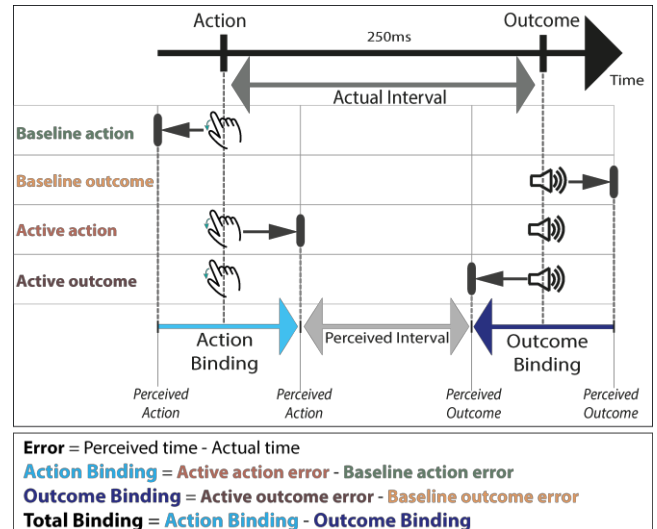 Action
Outcome
250ms
Time
Actual Interval
Baseline action
Baseline outcome
Active action
Active outcome
Action
Binding
Perceived Interval
Outcome
Binding
Perceived
Action
Perceived
Action
Perceived
Outcome
Perceived
Outcome
Error = Perceived time - Actual time
Action Binding = Active action error - Baseline action error
Outcome Binding = Active outcome error - Baseline outcome error
Total Binding = Action Binding - Outcome Binding